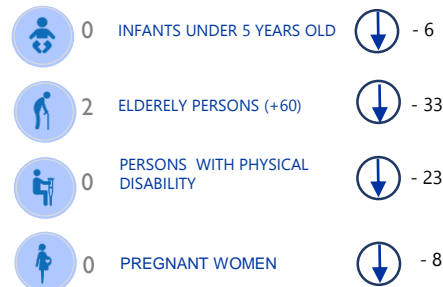 0 INFANTS UNDER 5 YEARS OLD - 6
2 ELDERELY PERSONS (+60) - 33
0 PERSONS WITH PHYSICAL
DISABILITY - 23
0 PREGNANT WOMEN - 8